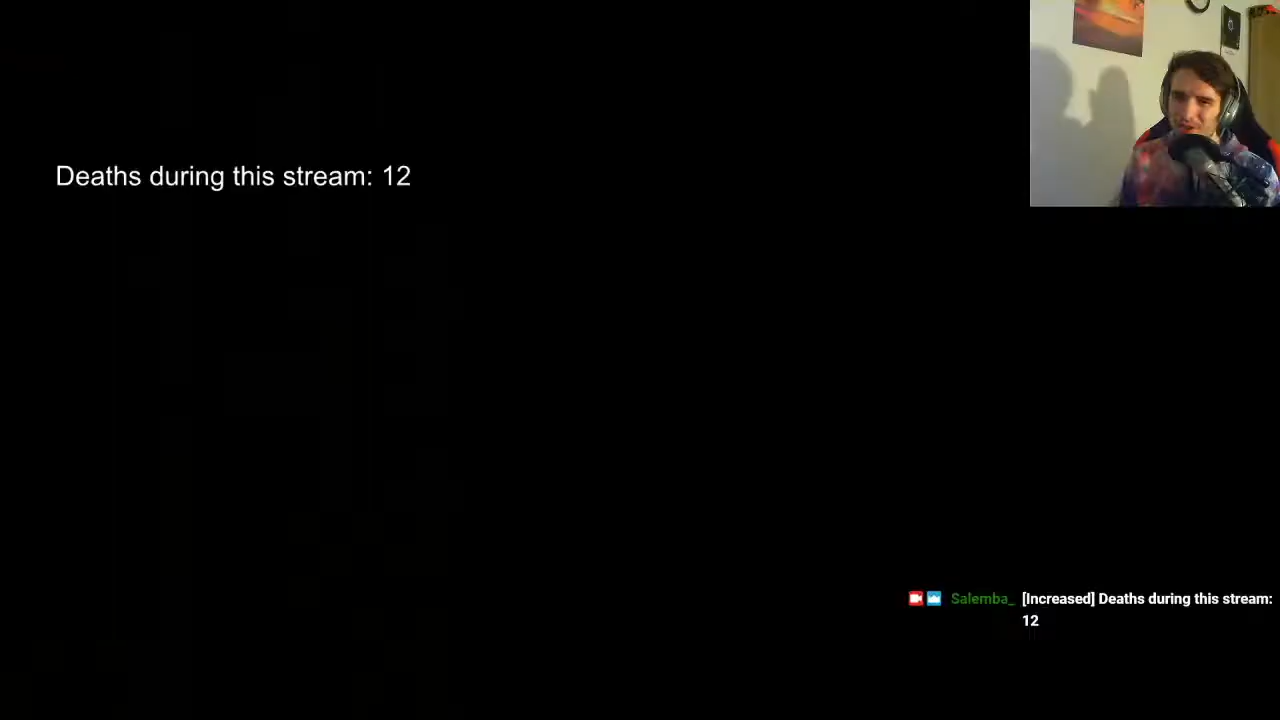 Deaths during this stream: 12
Salemba_ [Increased] Deaths during this stream:
12